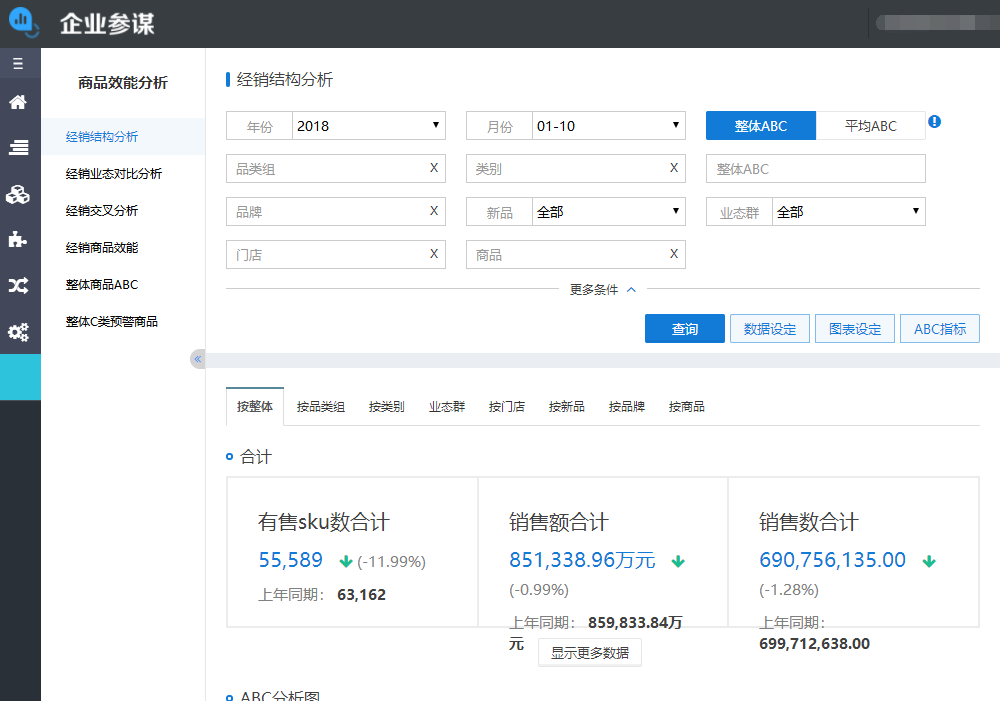 企业参谋
商品效能分析
经销结构分析
经销业态对比分析
经销交叉分析
经销商品效能
整体商品ABC
整体C类预警商品
经销结构分析
年份 2018 月份 01-10 整体ABC 平均ABC
品类组 X 类别 X 整体ABC
品牌 X 新品 全部 业态群 全部
门店 X 商品 X
更多条件
查询 数据设定 图表设定 ABC指标
按整体 按品类组 按类别 业态群 按门店 按新品 按品牌 按商品
合计
有售sku数合计
55,589 (-11.99%)
上年同期： 63,162
销售额合计
851,338.96万元
(-0.99%)
上年同期： 859,833.84万
元
销售数合计
690,756,135.00
(-1.28%)
上年同期：
699,712,638.00
显示更多数据
ABC分析图